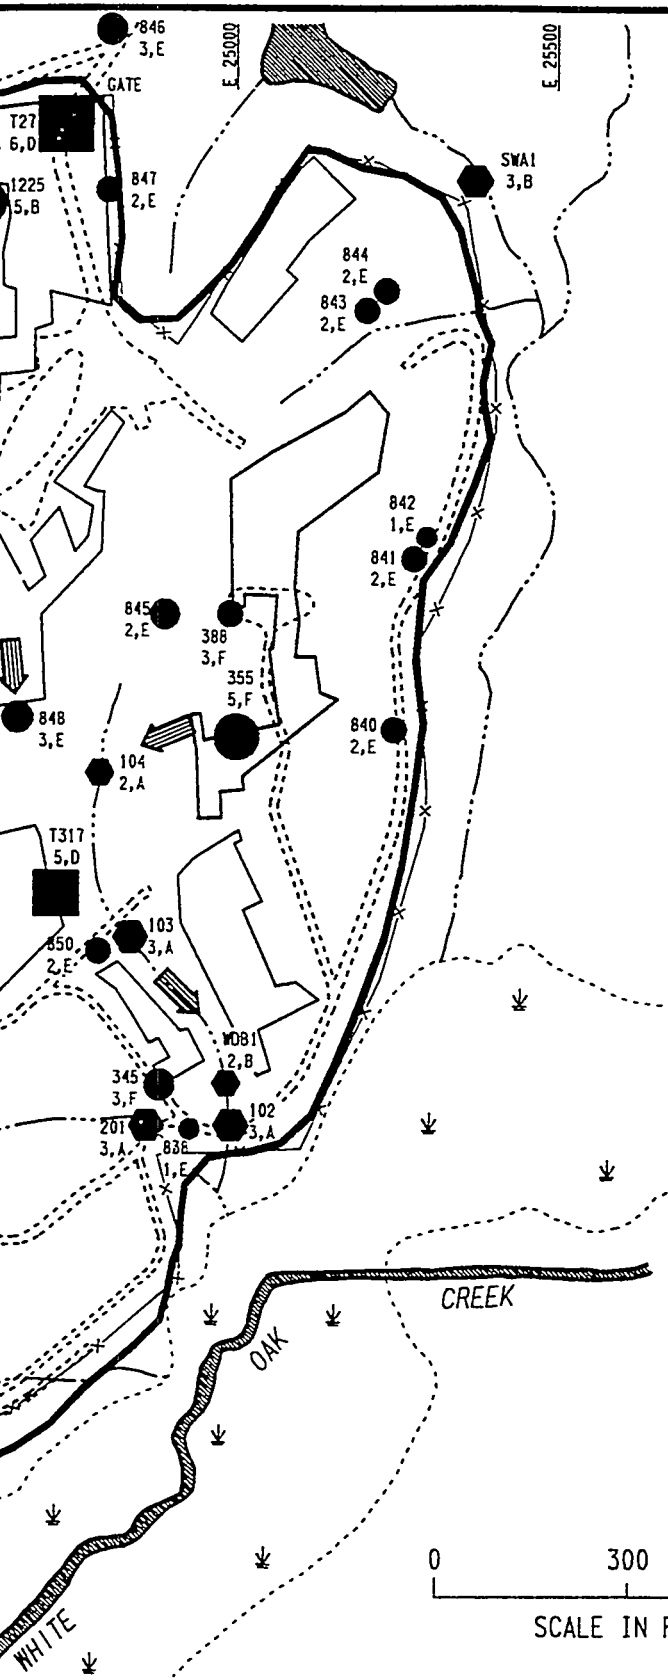 846
3,E
E 25000
E 25500
GATE
T27
6,D
1225
5,B
847
2,E
SWA1
3,B
844
2,E
843
2,E
842
1,E
841
2,E
845
2,E
388
3,F
355
5,F
848
3,E
840
2,E
104
2,A
T317
5,D
103
3,A
850
2,E
WDB1
2,B
345
3,F
102
3,A
201
3,A
838
1,E
CREEK
OAK
WHITE
0 300
SCALE IN F